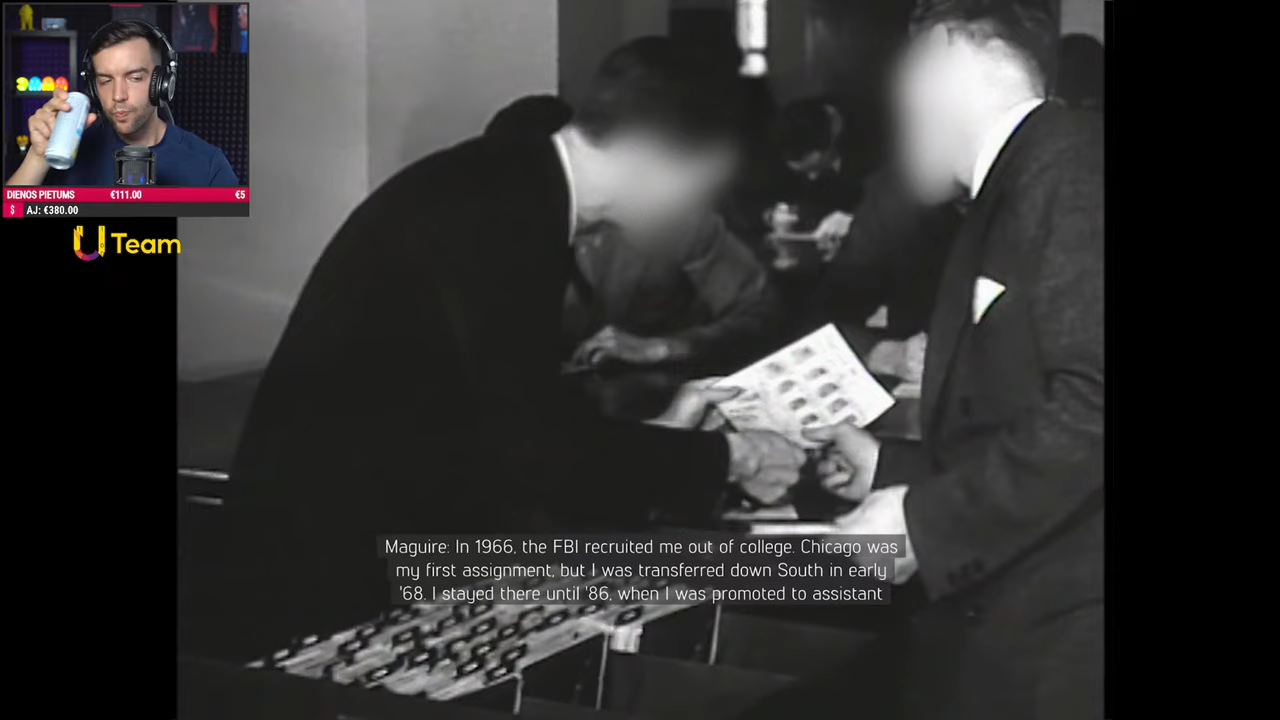 DIENOS PIETUMS €111.00 €5
$ AJ: €380.00
U Team
Maguire: In 1966, the FBI recruited me out of college. Chicago was
my first assignment, but I was transferred down South in early
'68. I stayed there until '86, when I was promoted to assistant